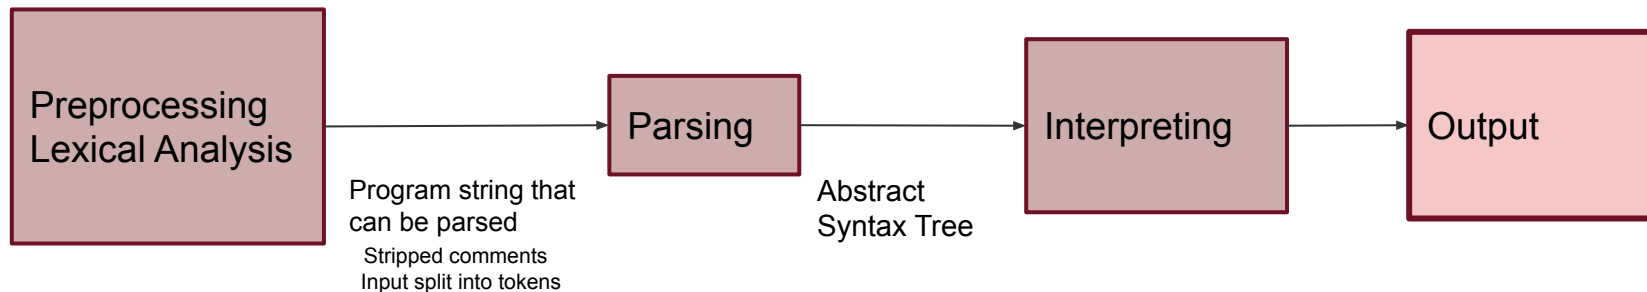 Preprocessing
Lexical Analysis
Program string that
can be parsed
Stripped comments
Input split into tokens
Parsing
Abstract
Syntax Tree
Interpreting
Output